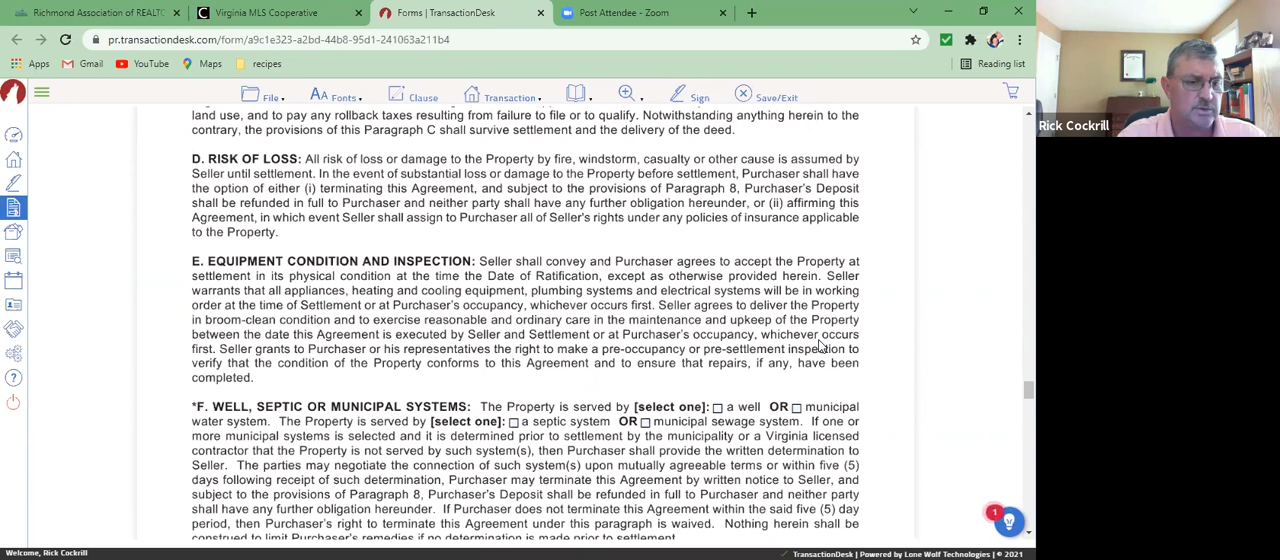 Richmond Association of REALTO
Virginia MLS Cooperative
Forms | TransactionDesk
Post Attendee - Zoom
pr.transactiondesk.com/form/a9c1e323-a2bd-44b8-95d1-241063a211b4
Apps Gmail YouTube Maps recipes Reading list
File Fonts Clause Transaction Sign Save/Exit
Rick Cockrill
land use, and to pay any rollback taxes resulting from failure to file or to qualify. Notwithstanding anything herein to the
contrary, the provisions of this Paragraph C shall survive settlement and the delivery of the deed.
D. RISK OF LOSS: All risk of loss or damage to the Property by fire, windstorm, casualty or other cause is assumed by
Seller until settlement. In the event of substantial loss or damage to the Property before settlement, Purchaser shall have
the option of either (i) terminating this Agreement, and subject to the provisions of Paragraph 8, Purchaser's Deposit
shall be refunded in full to Purchaser and neither party shall have any further obligation hereunder, or (ii) affirming this
Agreement, in which event Seller shall assign to Purchaser all of Seller's rights under any policies of insurance applicable
to the Property.
E. EQUIPMENT CONDITION AND INSPECTION: Seller shall convey and Purchaser agrees to accept the Property at
settlement in its physical condition at the time the Date of Ratification, except as otherwise provided herein. Seller
warrants that all appliances, heating and cooling equipment, plumbing systems and electrical systems will be in working
order at the time of Settlement or at Purchaser's occupancy, whichever occurs first. Seller agrees to deliver the Property
in broom-clean condition and to exercise reasonable and ordinary care in the maintenance and upkeep of the Property
between the date this Agreement is executed by Seller and Settlement or at Purchaser's occupancy, whichever occurs
first. Seller grants to Purchaser or his representatives the right to make a pre-occupancy or pre-settlement inspection to
verify that the condition of the Property conforms to this Agreement and to ensure that repairs, if any, have been
completed.
*F. WELL, SEPTIC OR MUNICIPAL SYSTEMS: The Property is served by [select one]: ☐ a well OR ☐ municipal
water system. The Property is served by [select one]: ☐ a septic system OR ☐ municipal sewage system. If one or
more municipal systems is selected and it is determined prior to settlement by the municipality or a Virginia licensed
contractor that the Property is not served by such system(s), then Purchaser shall provide the written determination to
Seller. The parties may negotiate the connection of such system(s) upon mutually agreeable terms or within five (5)
days following receipt of such determination, Purchaser may terminate this Agreement by written notice to Seller, and
subject to the provisions of Paragraph 8, Purchaser's Deposit shall be refunded in full to Purchaser and neither party
shall have any further obligation hereunder. If Purchaser does not terminate this Agreement within the said five (5) day
period, then Purchaser's right to terminate this Agreement under this paragraph is waived. Nothing herein shall be
construed to limit Purchaser's remedies if no determination is made prior to settlement.
1
Welcome, Rick Cockrill
TransactionDesk | Powered by Lone Wolf Technologies | © 2021